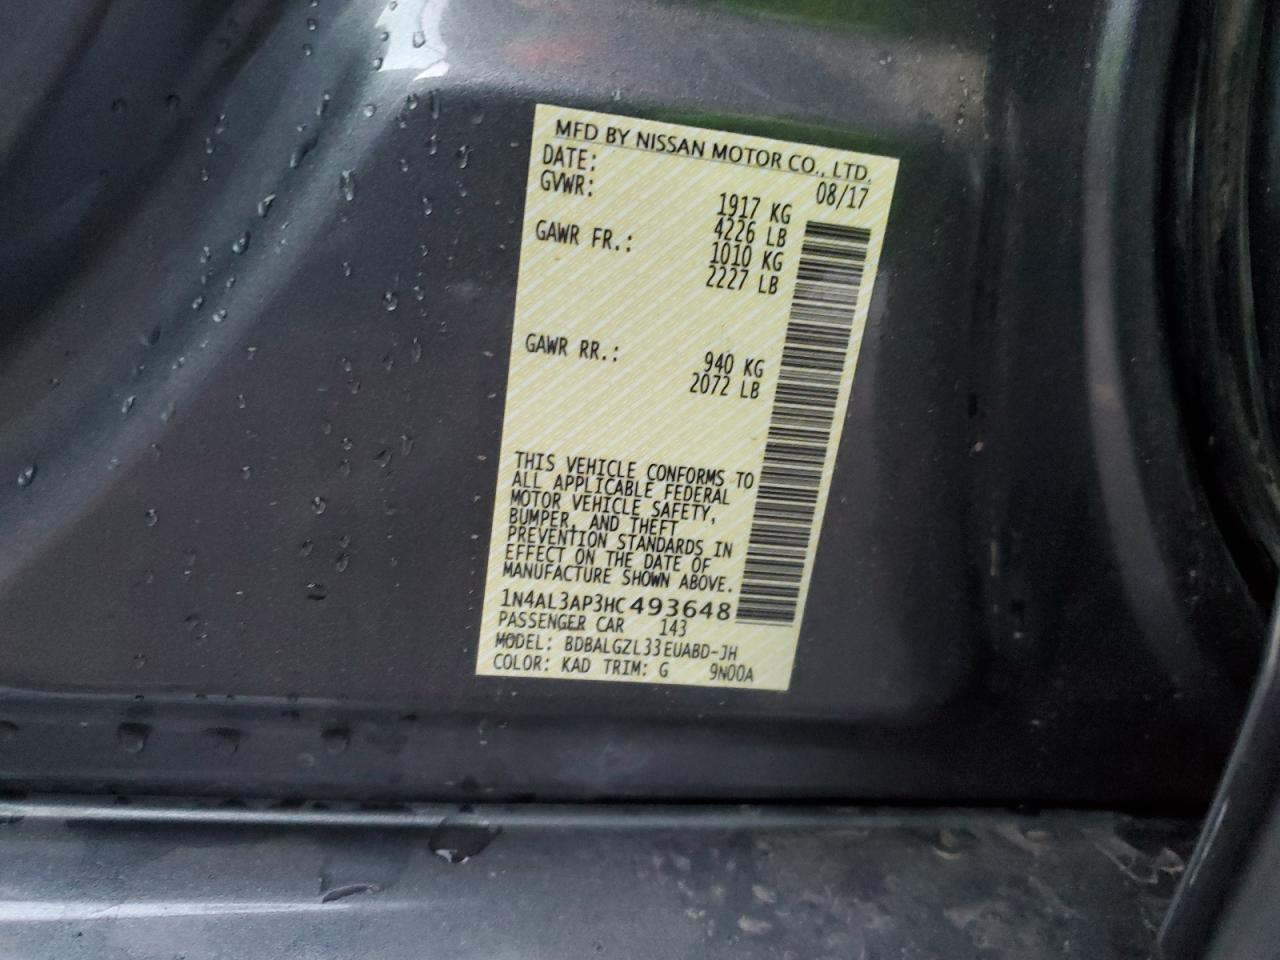 MFD BY NISSAN MOTOR CO., LTD.
DATE: 08/17
GVWR: 1917 KG
4226 LB
GAWR FR.: 1010 KG
2227 LB
GAWR RR.: 940 KG
2072 LB
THIS VEHICLE CONFORMS TO
ALL APPLICABLE FEDERAL
MOTOR VEHICLE SAFETY,
BUMPER, AND THEFT
PREVENTION STANDARDS IN
EFFECT ON THE DATE OF
MANUFACTURE SHOWN ABOVE.
1N4AL3AP3HC493648
PASSENGER CAR 143
MODEL: BDBALGZL33EUABD-JH
COLOR: KAD TRIM: G 9N00A